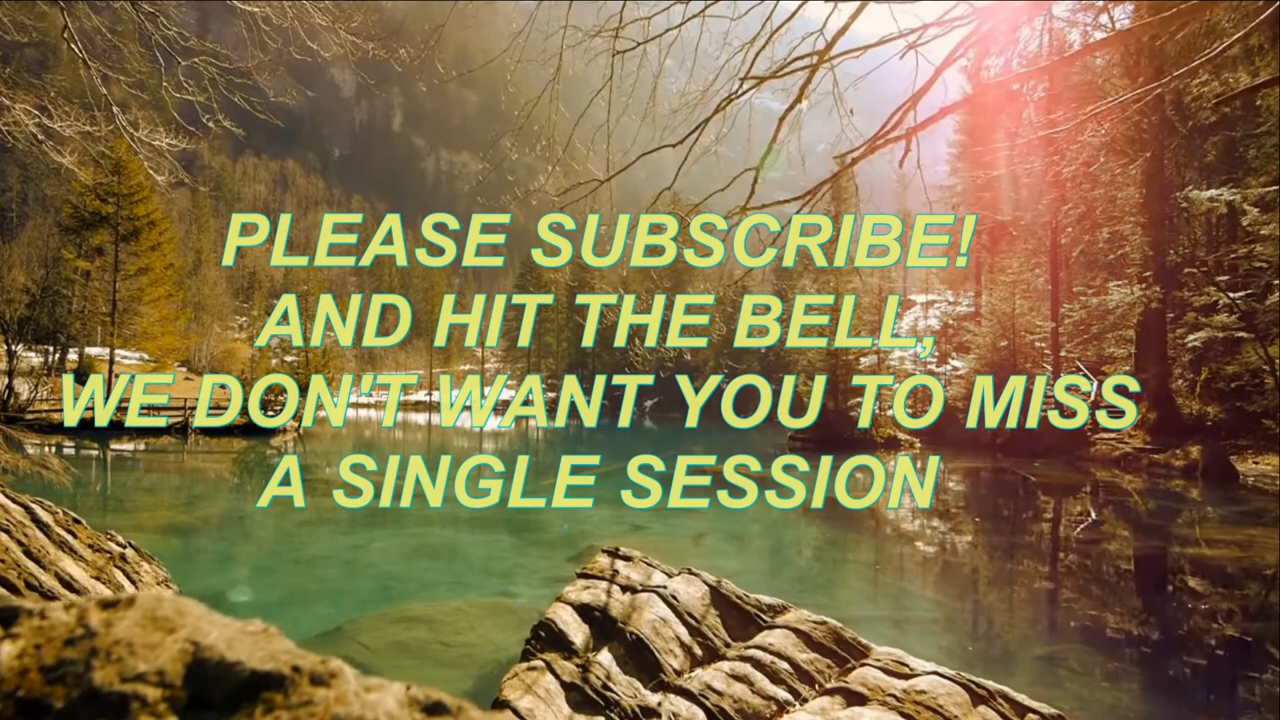 PLEASE SUBSCRIBE!
AND HIT THE BELL,
WE DON'T WANT YOU TO MISS
A SINGLE SESSION